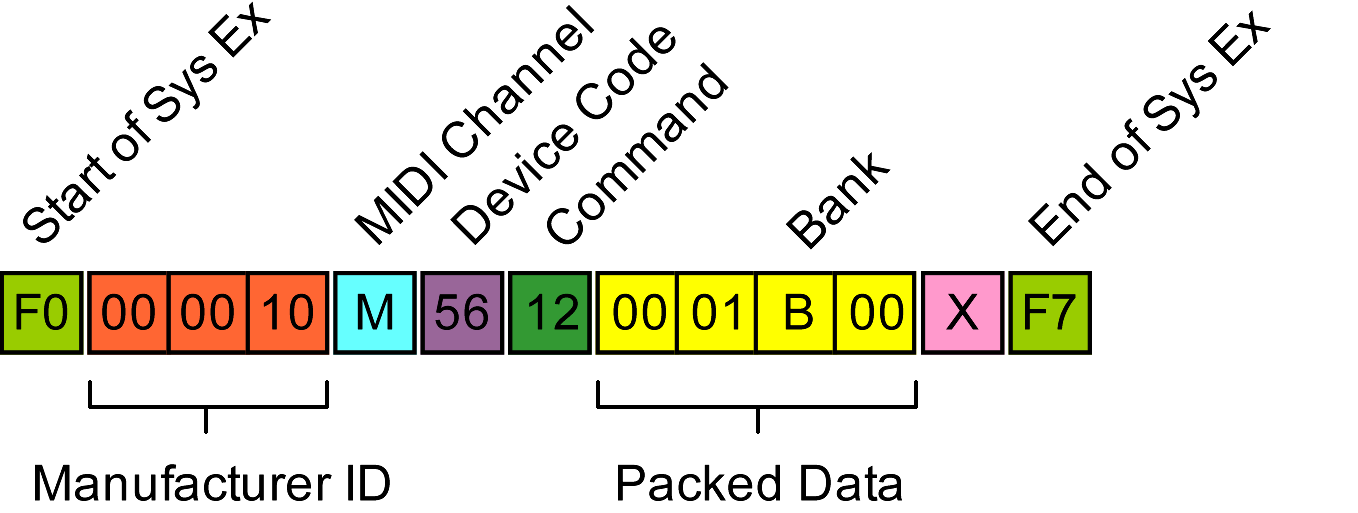 Start of Sys Ex
MIDI Channel
Device Code
Command
Bank
End of Sys Ex
F0 00 00 10 M 56 12 00 01 B 00 X F7
Manufacturer ID
Packed Data